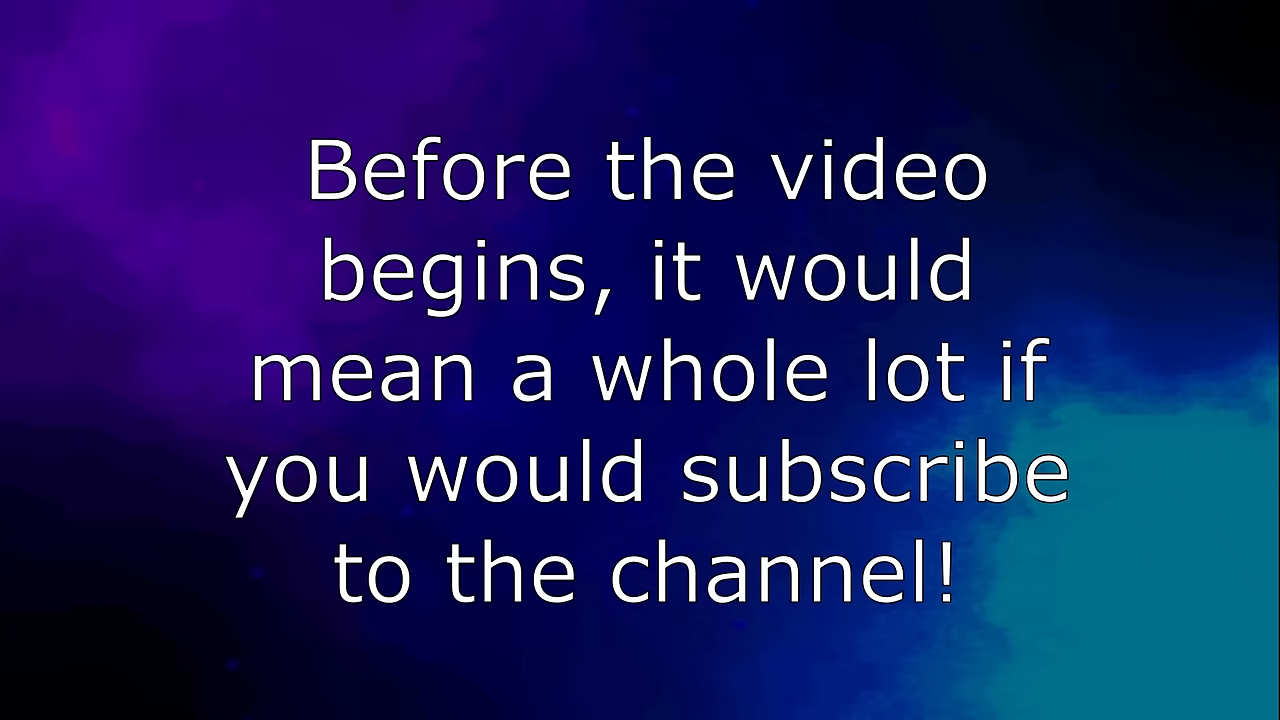 Before the video
begins, it would
mean a whole lot if
you would subscribe
to the channel!